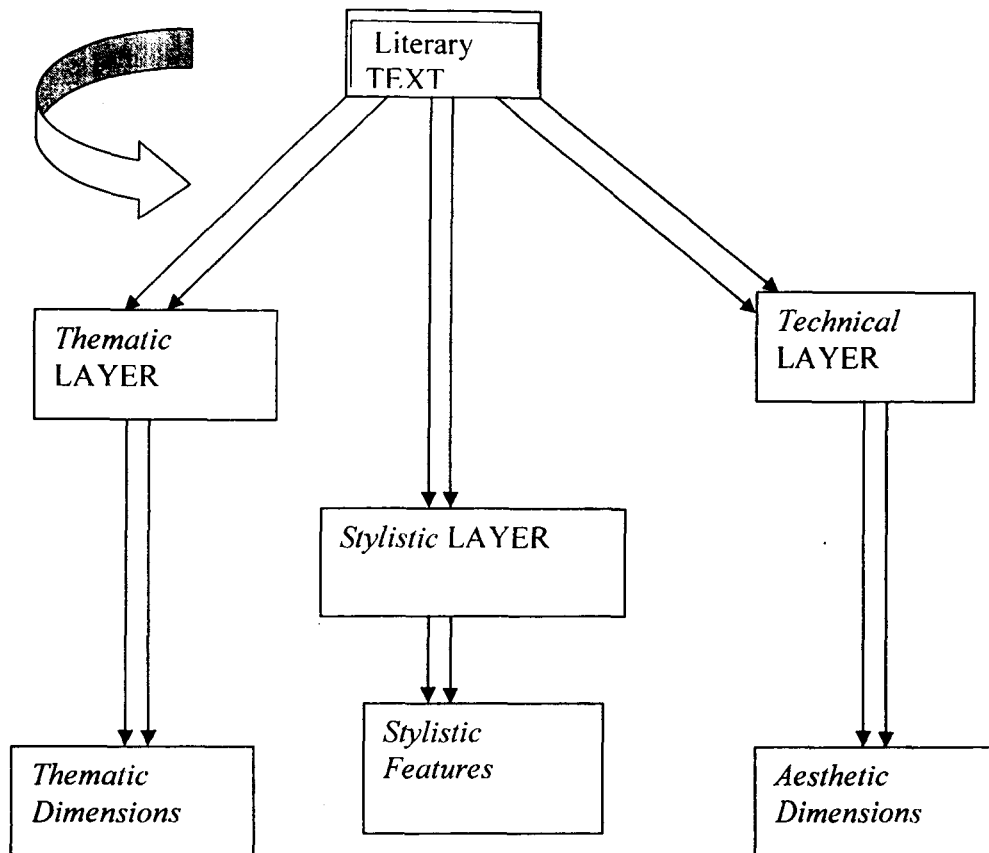 Literary
TEXT
Thematic
LAYER
Technical
LAYER
Stylistic LAYER
Stylistic
Features
Thematic
Dimensions
Aesthetic
Dimensions